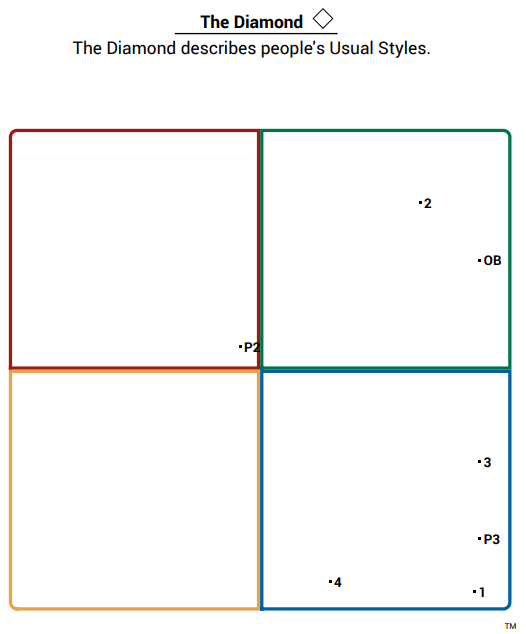 The Diamond
The Diamond describes people's Usual Styles.
2
OB
P2
3
P3
4
1
TM